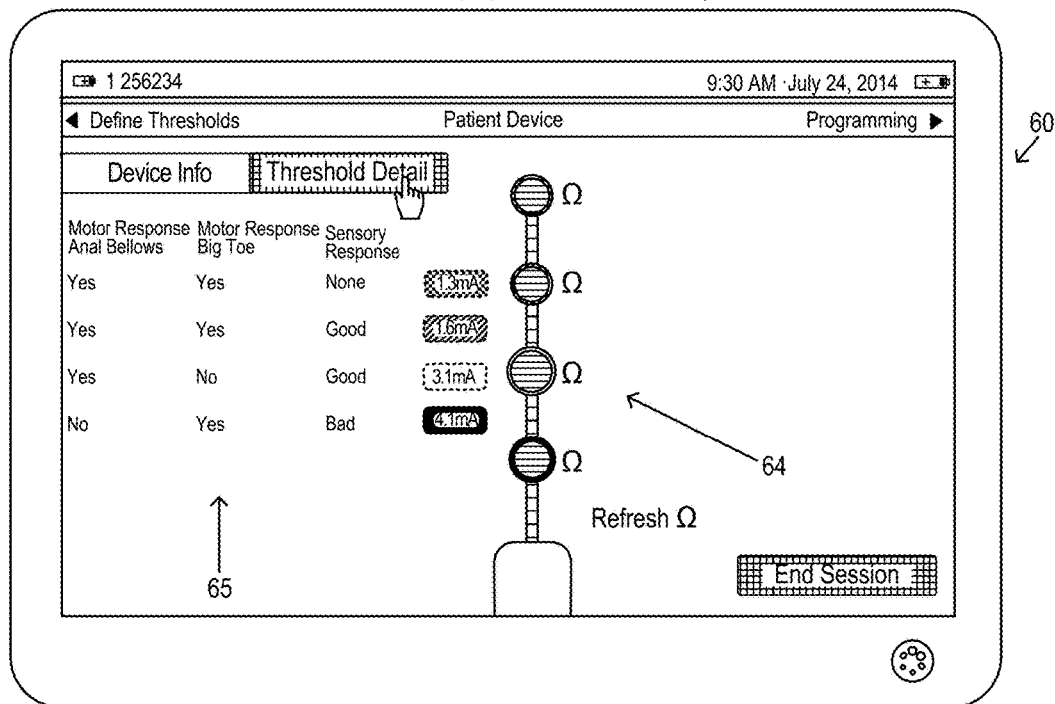 1 256234 9:30 AM · July 24, 2014
60
Define Thresholds Patient Device Programming
Device Info Threshold Detail
Ω
Motor Response Motor Response Sensory
Anal Bellows Big Toe Response
Yes Yes None 1.3mA Ω
Yes Yes Good 1.6mA
Yes No Good 3.1mA Ω
No Yes Bad 4.1mA
Ω
64
Refresh Ω
65
End Session